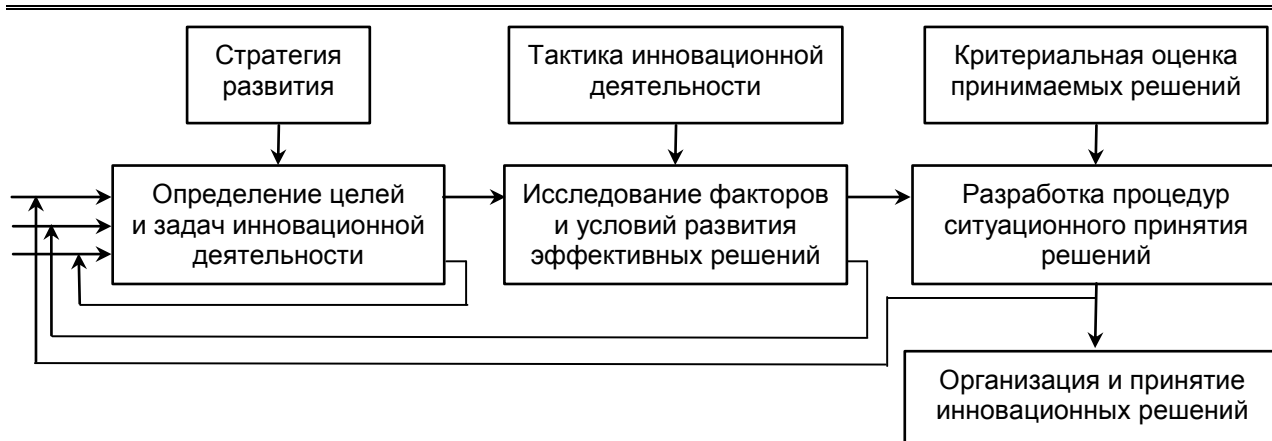 Стратегия
развития
Тактика инновационной
деятельности
Критериальная оценка
принимаемых решений
Определение целей
и задач инновационной
деятельности
Исследование факторов
и условий развития
эффективных решений
Разработка процедур
ситуационного принятия
решений
Организация и принятие
инновационных решений